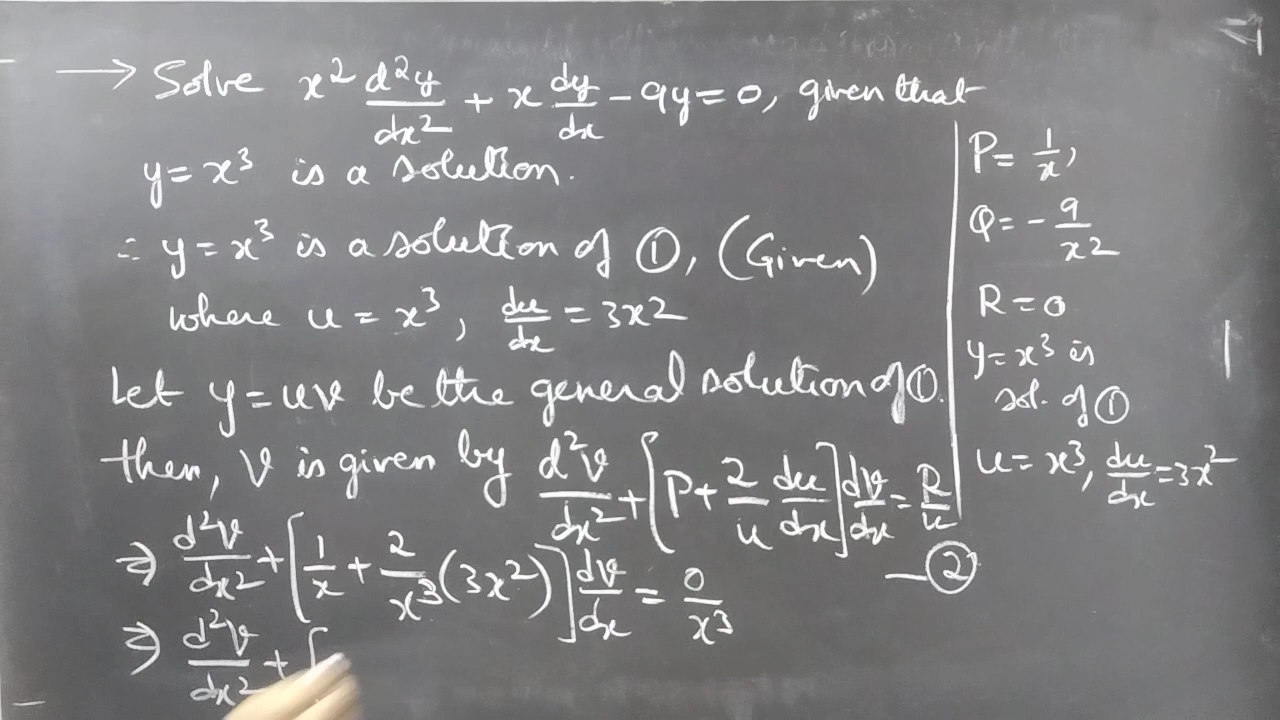 → Solve x² d²y/dx² + x dy/dx - 9y = 0, given that
y = x³ is a solution.
∴ y = x³ is a solution of ①, (Given)
where u = x³, du/dx = 3x²
Let y = uv be the general solution of ①.
then, v is given by d²v/dx² + [P + 2/u du/dx] dv/dx = R/u
—②
⇒ d²v/dx² + [1/x + 2/x³ (3x²)] dv/dx = 0/x³
⇒ d²v/dx² + [
P = 1/x,
Q = - 9/x²
R = 0
y = x³ is
sol. of ①
u = x³, du/dx = 3x²